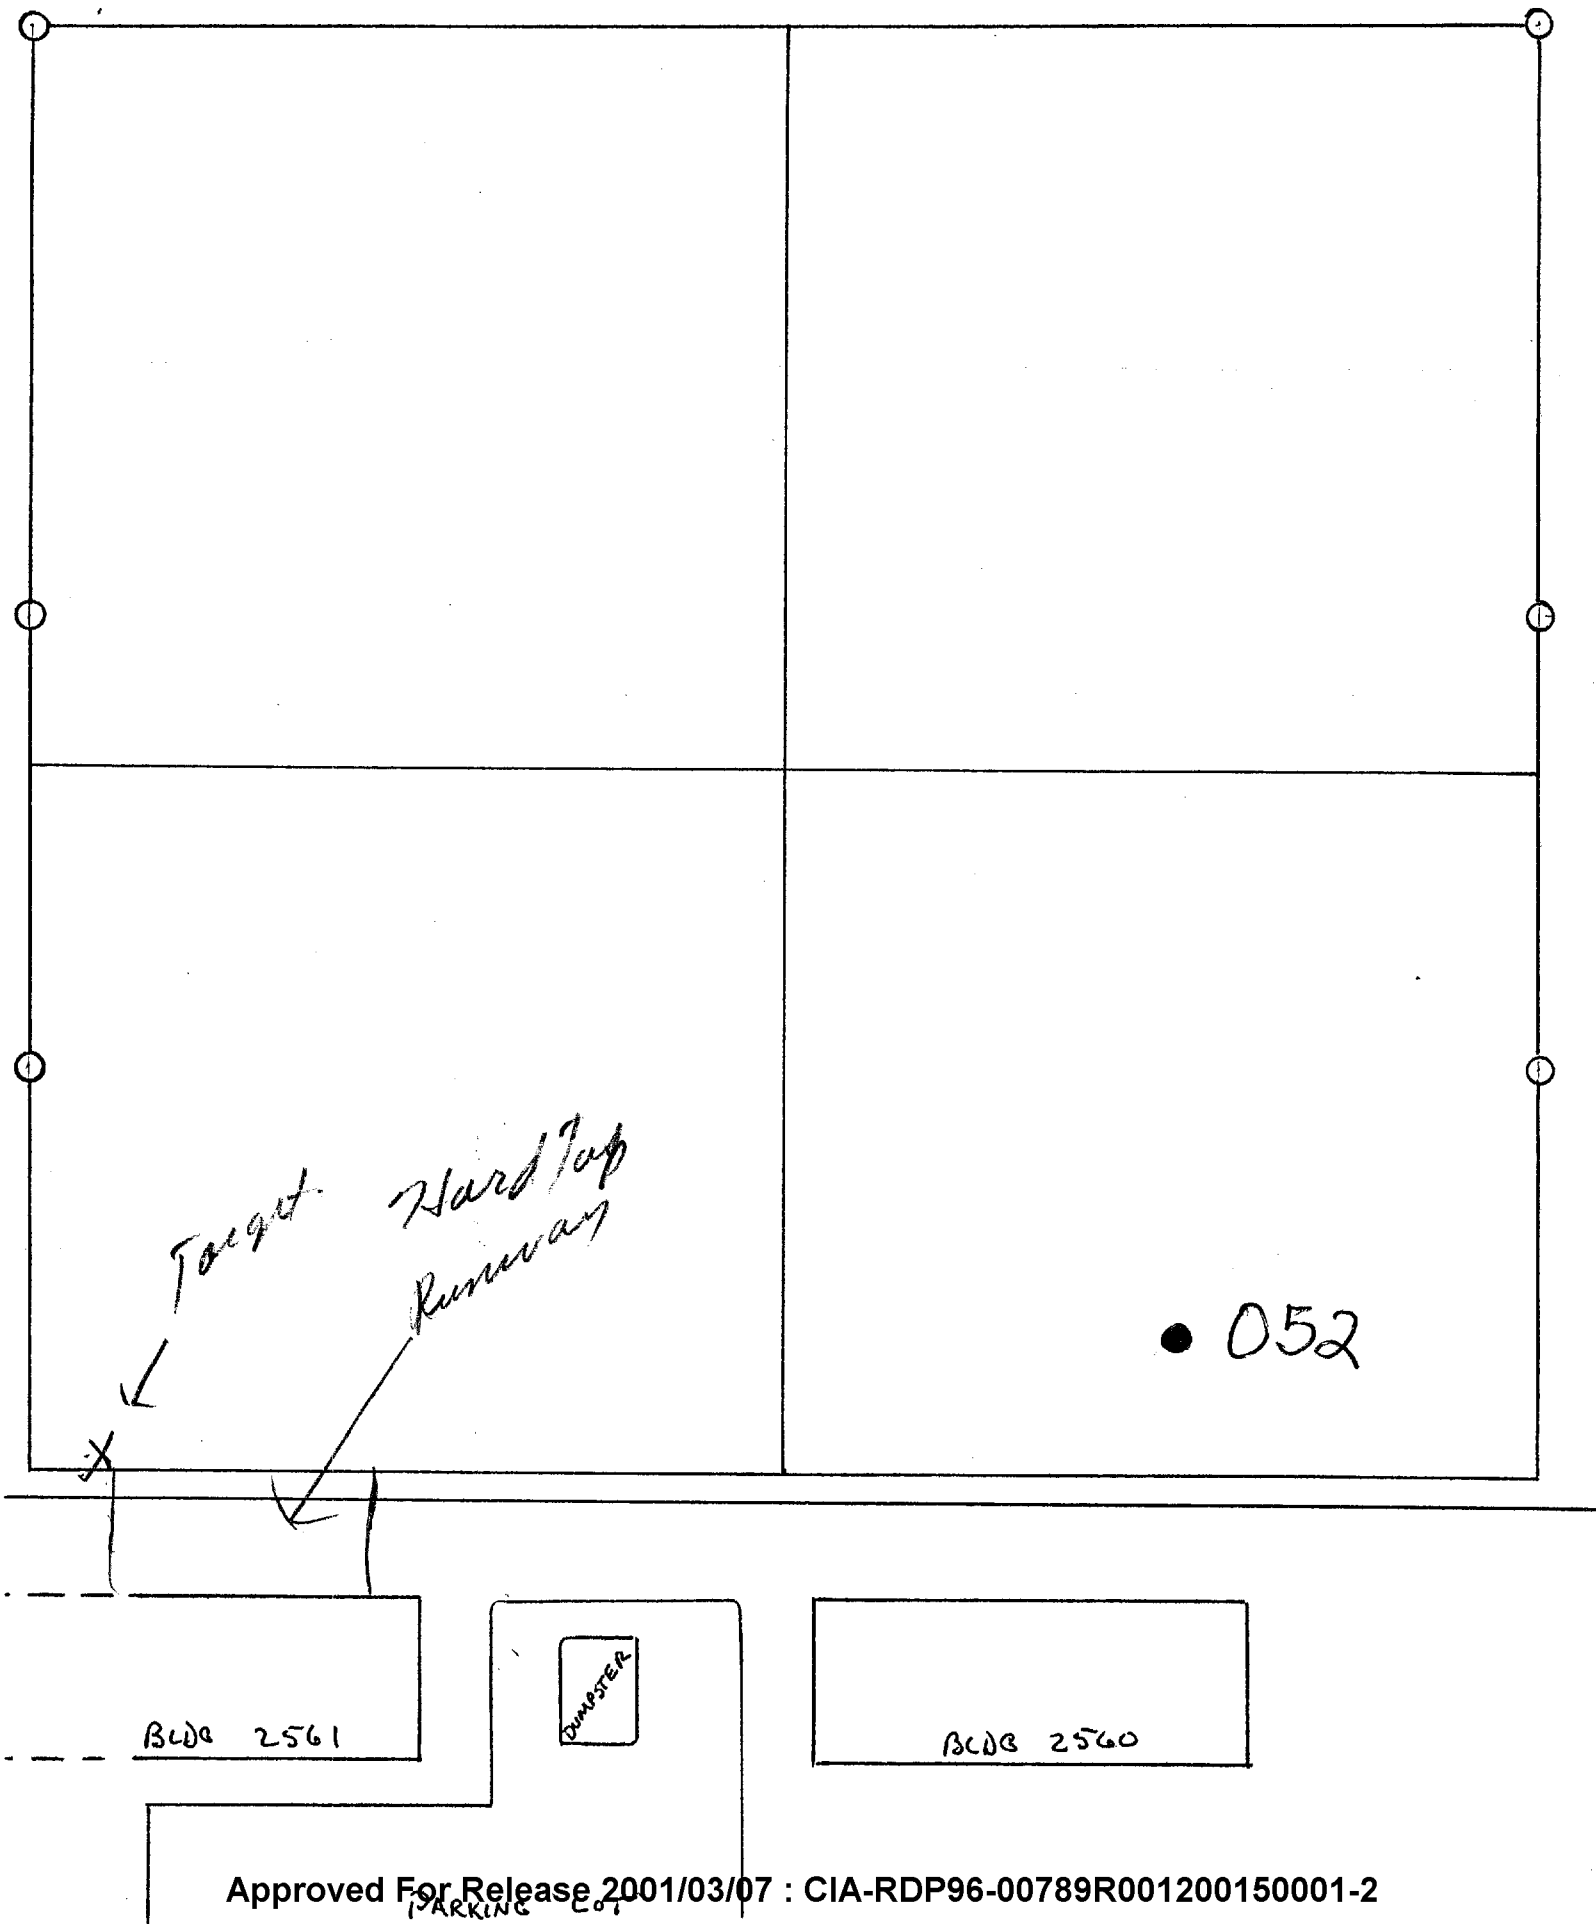 Target
Hard Top
Runway
052
X
DUMPSTER
BLDG 2561
BLDG 2560
Approved For Release 2001/03/07 : CIA-RDP96-00789R001200150001-2
PARKING LOT